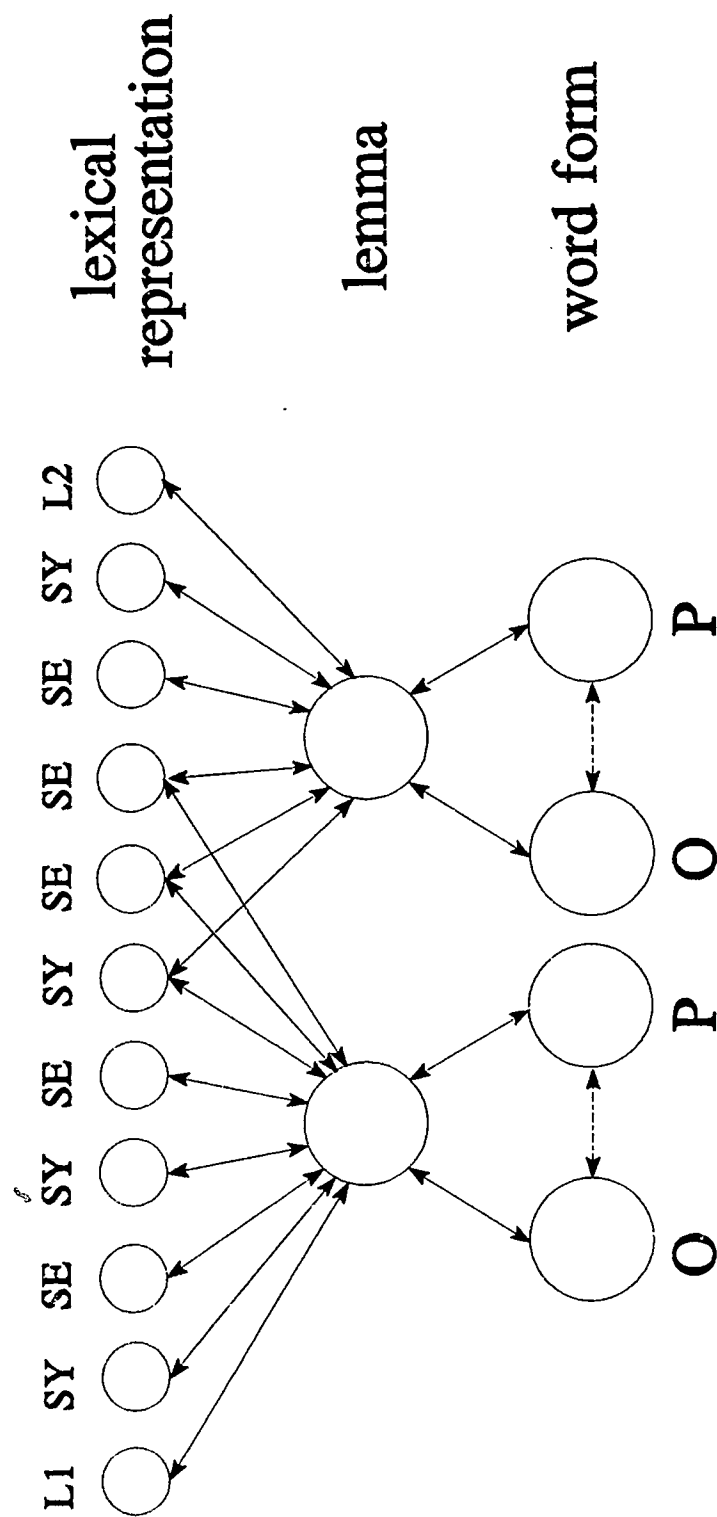 L1 SY SE SY SE SY SE SE SE SY L2
lexical
representation
lemma
word form
O P O P